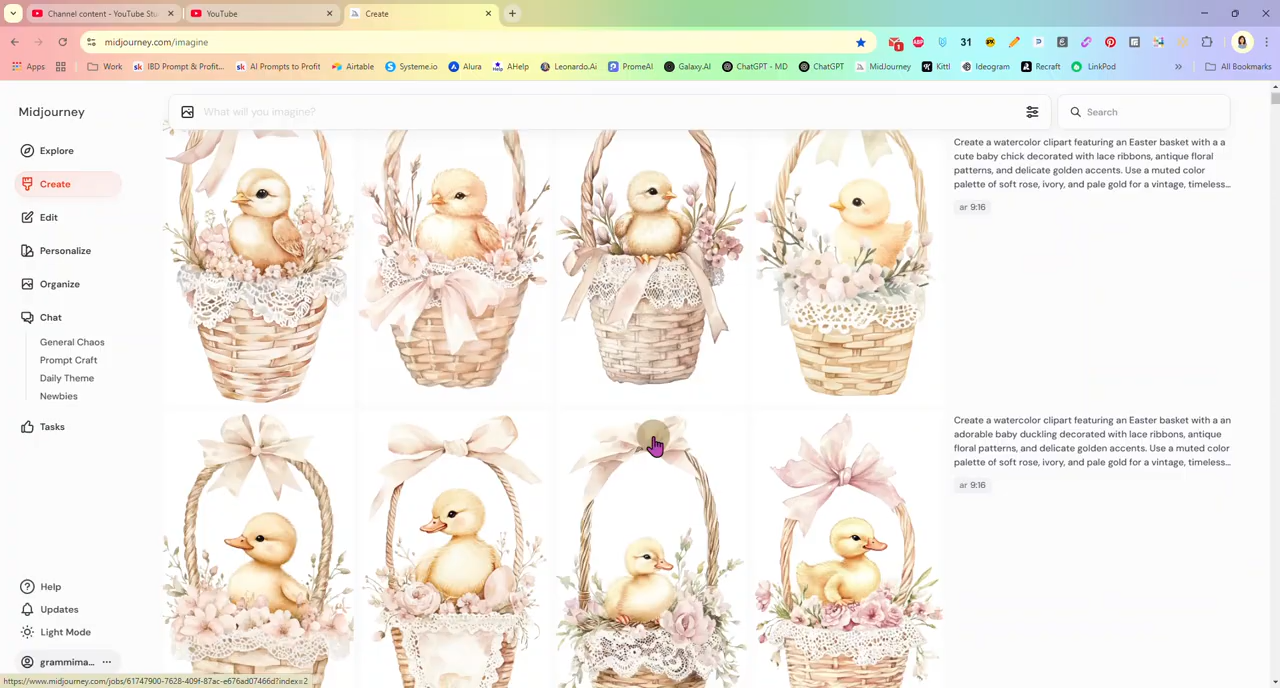 Channel content - YouTube Stu
YouTube
Create
midjourney.com/imagine
1
31
Apps
Work
IBD Prompt & Profit...
AI Prompts to Profit
Airtable
Systeme.io
Alura
AHelp
Leonardo.Ai
PromeAI
Galaxy.AI
ChatGPT - MD
ChatGPT
MidJourney
Kittl
Ideogram
Recraft
LinkPod
All Bookmarks
Midjourney
What will you imagine?
Search
Explore
Create
Edit
Personalize
Organize
Chat
General Chaos
Prompt Craft
Daily Theme
Newbies
Tasks
Help
Updates
Light Mode
grammima...
Create a watercolor clipart featuring an Easter basket with a a
cute baby chick decorated with lace ribbons, antique floral
patterns, and delicate golden accents. Use a muted color
palette of soft rose, ivory, and pale gold for a vintage, timeless...
ar 9:16
Create a watercolor clipart featuring an Easter basket with a an
adorable baby duckling decorated with lace ribbons, antique
floral patterns, and delicate golden accents. Use a muted color
palette of soft rose, ivory, and pale gold for a vintage, timeless...
ar 9:16
https://www.midjourney.com/jobs/61747900-7628-409f-87ac-e676ad07466d?index=2